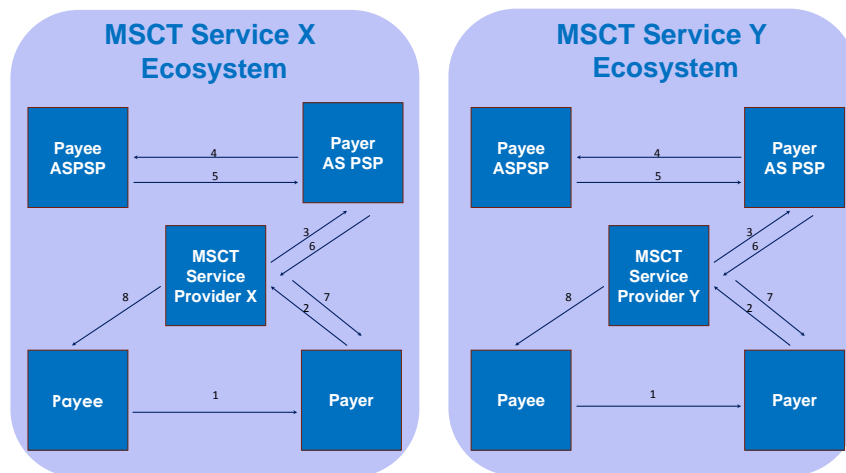 MSCT Service X
Ecosystem
Payee
ASPSP
4
5
Payer
AS PSP
3
6
MSCT
Service
Provider X
8
7
2
Payee
1
Payer
MSCT Service Y
Ecosystem
Payee
ASPSP
4
5
Payer
AS PSP
3
6
MSCT
Service
Provider Y
8
7
2
Payee
1
Payer